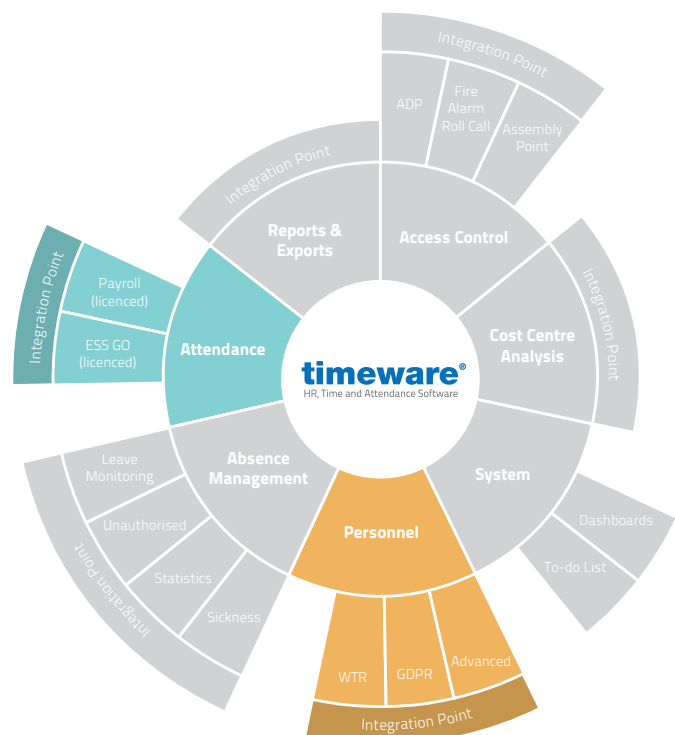 Integration Point
ADP
Fire
Alarm
Roll Call
Assembly
Point
Integration Point
Reports &
Exports
Access Control
Integration Point
Cost Centre
Analysis
Integration Point
Payroll
(licenced)
ESS GO
(licenced)
Attendance
timeware®
HR, Time and Attendance Software
Absence
Management
Leave
Monitoring
Unauthorised
Statistics
Sickness
Integration Point
System
Dashboards
To-do List
Personnel
WTR
GDPR
Advanced
Integration Point